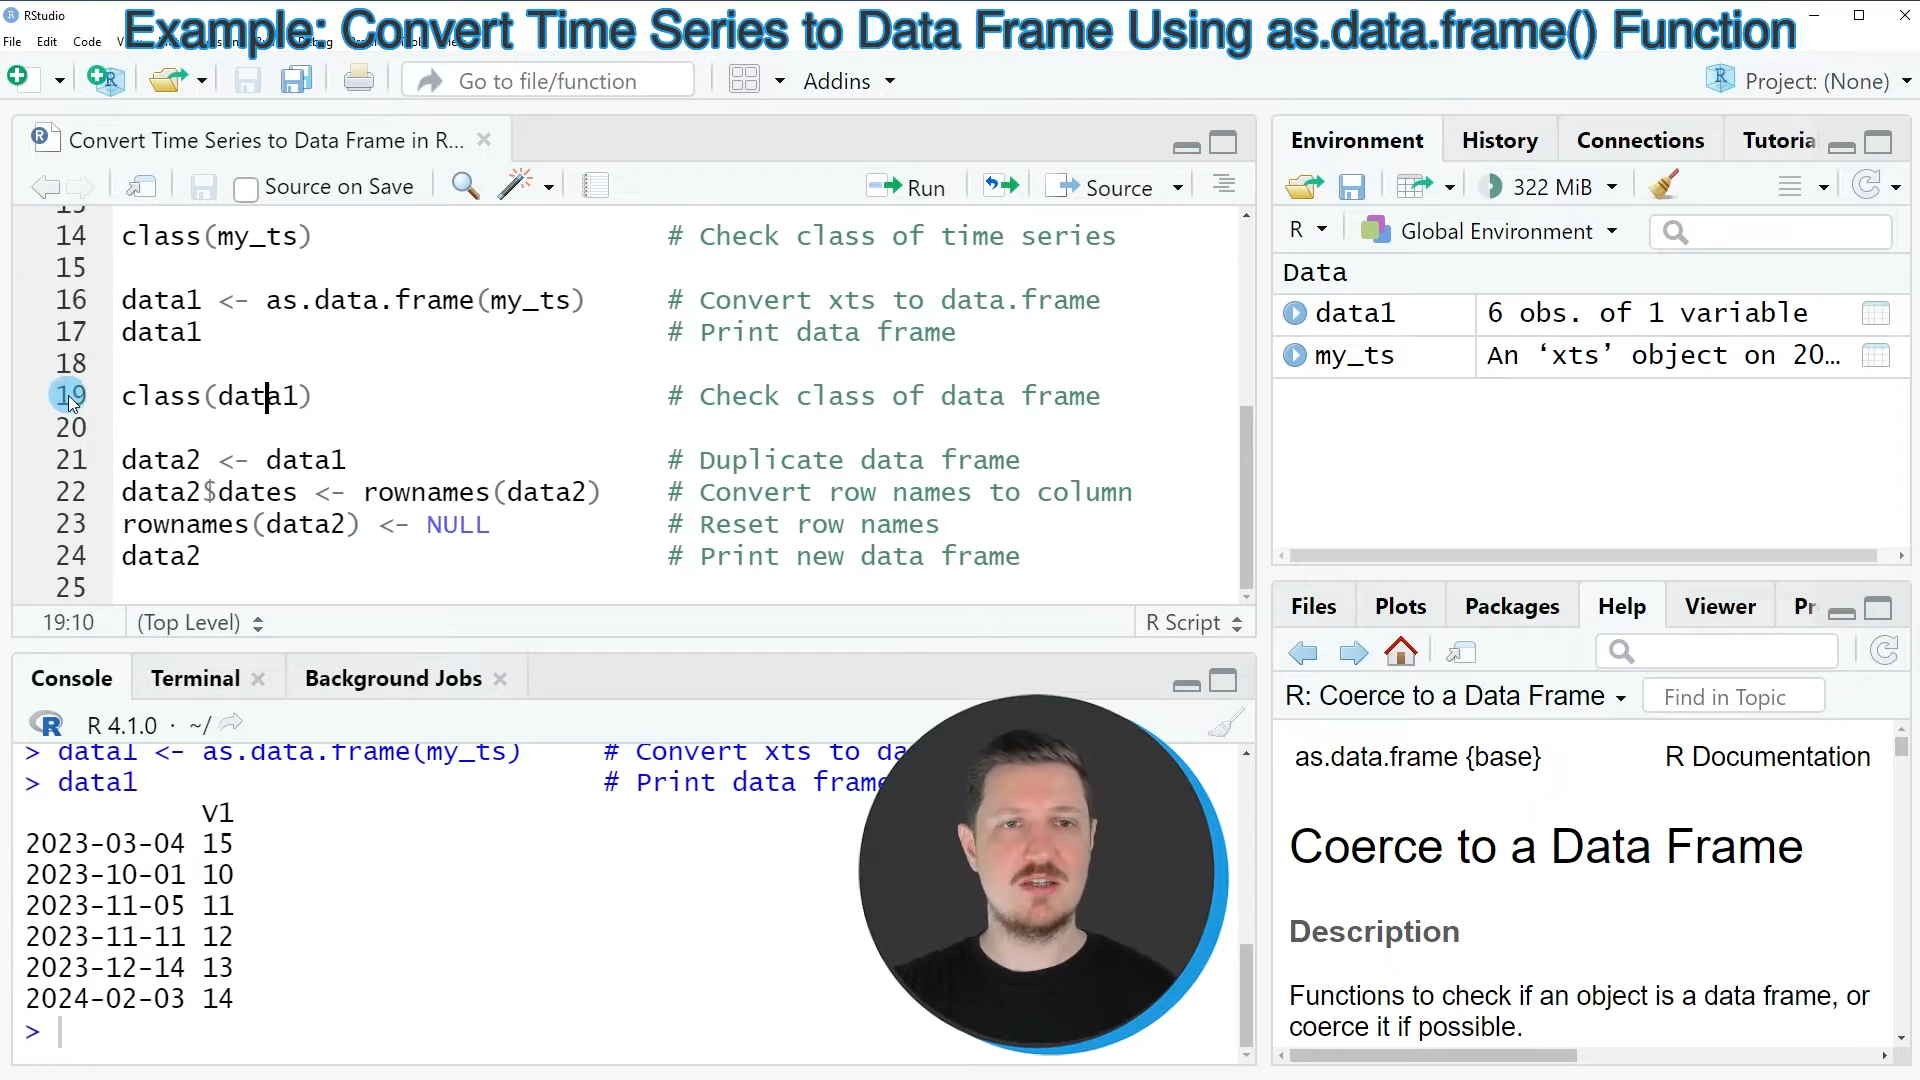 RStudio
Example: Convert Time Series to Data Frame Using as.data.frame() Function
File Edit Code
Go to file/function
Addins
Project: (None)
Convert Time Series to Data Frame in R...
Source on Save
Run
Source
14 class(my_ts) # Check class of time series
15
16 data1 <- as.data.frame(my_ts) # Convert xts to data.frame
17 data1 # Print data frame
18
19 class(data1) # Check class of data frame
20
21 data2 <- data1 # Duplicate data frame
22 data2$dates <- rownames(data2) # Convert row names to column
23 rownames(data2) <- NULL # Reset row names
24 data2 # Print new data frame
25
19:10 (Top Level) R Script
Console Terminal Background Jobs
R 4.1.0 · ~/
> data1 <- as.data.frame(my_ts) # Convert xts to da
> data1 # Print data frame
V1
2023-03-04 15
2023-10-01 10
2023-11-05 11
2023-11-11 12
2023-12-14 13
2024-02-03 14
>
Environment History Connections Tutoria
322 MiB
R Global Environment
Data
data1 6 obs. of 1 variable
my_ts An ‘xts’ object on 20...
Files Plots Packages Help Viewer Pr
R: Coerce to a Data Frame Find in Topic
as.data.frame {base} R Documentation
Coerce to a Data Frame
Description
Functions to check if an object is a data frame, or
coerce it if possible.